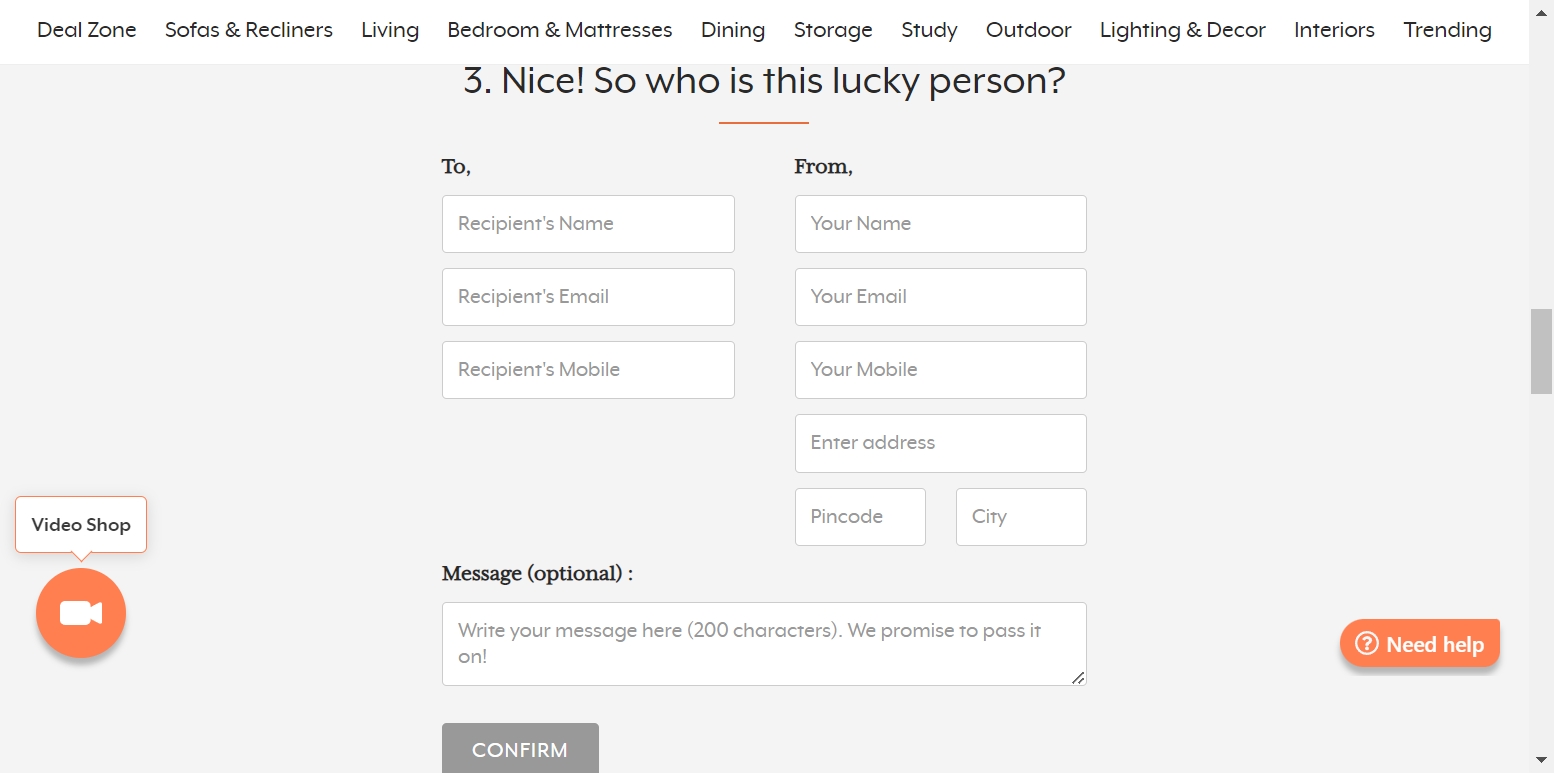 Deal Zone Sofas & Recliners Living Bedroom & Mattresses Dining Storage Study Outdoor Lighting & Decor Interiors Trending
3. Nice! So who is this lucky person?
To,
Recipient's Name
Recipient's Email
Recipient's Mobile
From,
Your Name
Your Email
Your Mobile
Enter address
Pincode City
Message (optional) :
Write your message here (200 characters). We promise to pass it
on!
CONFIRM
Video Shop
Need help